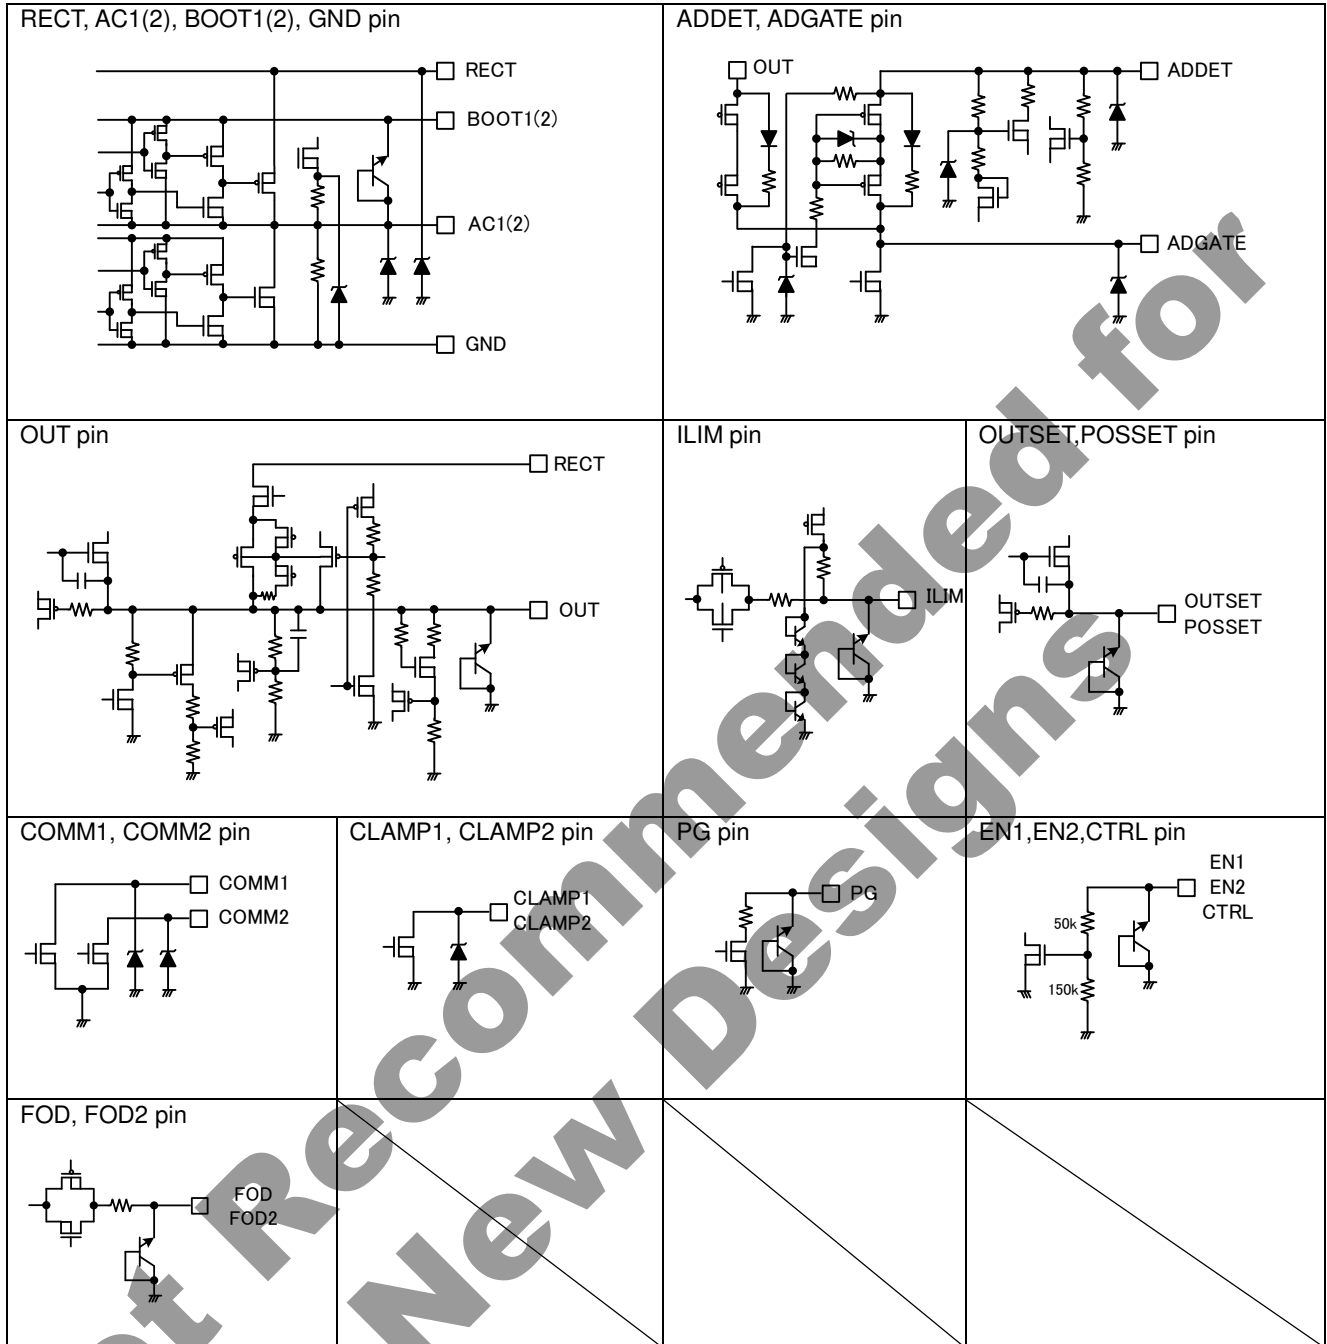 RECT, AC1(2), BOOT1(2), GND pin
RECT
BOOT1(2)
AC1(2)
GND
ADDET, ADGATE pin
OUT
ADDET
ADGATE
OUT pin
RECT
OUT
ILIM pin
ILIM
OUTSET,POSSET pin
OUTSET
POSSET
COMM1, COMM2 pin
COMM1
COMM2
CLAMP1, CLAMP2 pin
CLAMP1
CLAMP2
PG pin
PG
EN1,EN2,CTRL pin
EN1
EN2
CTRL
50k
150k
FOD, FOD2 pin
FOD
FOD2
Recommended for
New Designs